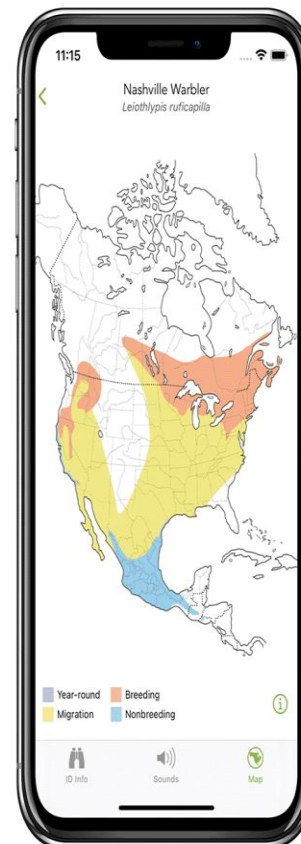 11:15
Nashville Warbler
Leiothlypis ruficapilla
Year-round
Breeding
Migration
Nonbreeding
i
ID Info
Sounds
Map